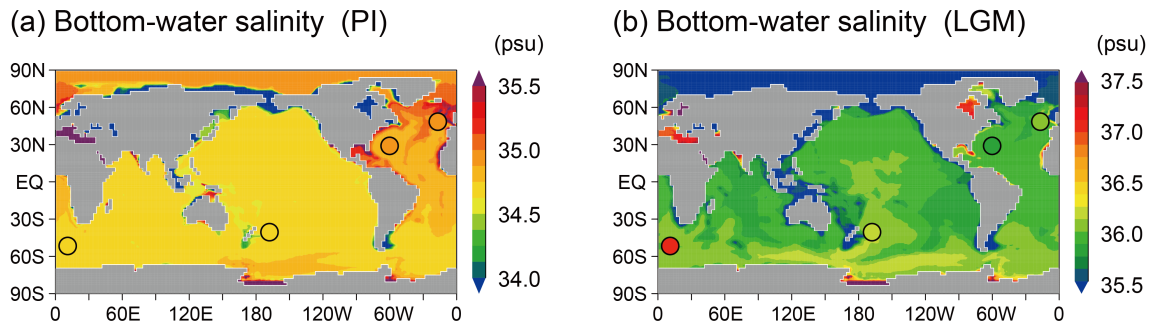 (a) Bottom-water salinity (PI)
(psu)
90N
60N
30N
EQ
30S
60S
90S
0 60E 120E 180 120W 60W 0
35.5
35.0
34.5
34.0
(b) Bottom-water salinity (LGM)
(psu)
90N
60N
30N
EQ
30S
60S
90S
0 60E 120E 180 120W 60W 0
37.5
37.0
36.5
36.0
35.5